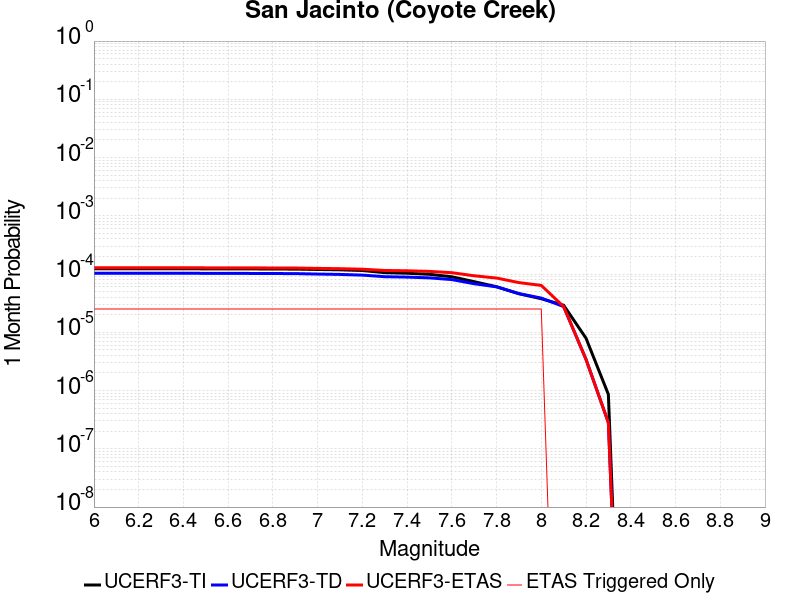 San Jacinto (Coyote Creek)
10^0
10^-1
10^-2
10^-3
10^-4
10^-5
10^-6
10^-7
10^-8
1 Month Probability
6 6.2 6.4 6.6 6.8 7 7.2 7.4 7.6 7.8 8 8.2 8.4 8.6 8.8 9
Magnitude
UCERF3-TI UCERF3-TD UCERF3-ETAS ETAS Triggered Only